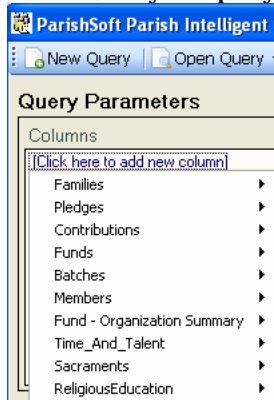 ParishSoft Parish Intelligent
New Query Open Query
Query Parameters
Columns
[Click here to add new column]
Families
Pledges
Contributions
Funds
Batches
Members
Fund - Organization Summary
Time_And_Talent
Sacraments
ReligiousEducation